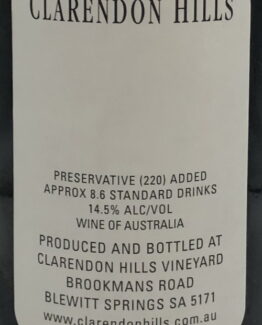 CLARENDON HILLS
PRESERVATIVE (220) ADDED
APPROX 8.6 STANDARD DRINKS
14.5% ALC/VOL
WINE OF AUSTRALIA
PRODUCED AND BOTTLED AT
CLARENDON HILLS VINEYARD
BROOKMANS ROAD
BLEWITT SPRINGS SA 5171
www.clarendonhills.com.au